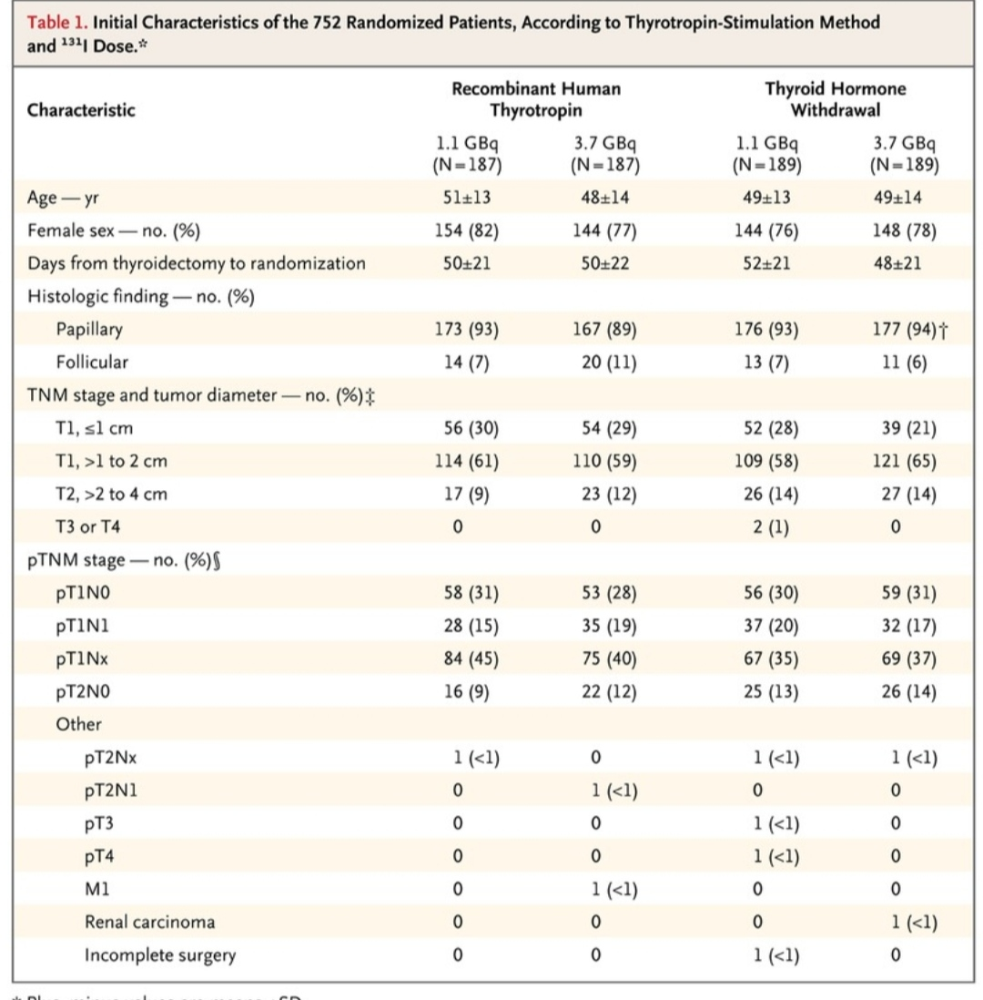 Table 1. Initial Characteristics of the 752 Randomized Patients, According to Thyrotropin-Stimulation Method
and ¹³¹I Dose.*
Characteristic Recombinant Human Thyrotropin Thyroid Hormone Withdrawal
1.1 GBq (N=187) 3.7 GBq (N=187) 1.1 GBq (N=189) 3.7 GBq (N=189)
Age — yr 51±13 48±14 49±13 49±14
Female sex — no. (%) 154 (82) 144 (77) 144 (76) 148 (78)
Days from thyroidectomy to randomization 50±21 50±22 52±21 48±21
Histologic finding — no. (%)
Papillary 173 (93) 167 (89) 176 (93) 177 (94)†
Follicular 14 (7) 20 (11) 13 (7) 11 (6)
TNM stage and tumor diameter — no. (%)‡
T1, ≤1 cm 56 (30) 54 (29) 52 (28) 39 (21)
T1, >1 to 2 cm 114 (61) 110 (59) 109 (58) 121 (65)
T2, >2 to 4 cm 17 (9) 23 (12) 26 (14) 27 (14)
T3 or T4 0 0 2 (1) 0
pTNM stage — no. (%)§
pT1N0 58 (31) 53 (28) 56 (30) 59 (31)
pT1N1 28 (15) 35 (19) 37 (20) 32 (17)
pT1Nx 84 (45) 75 (40) 67 (35) 69 (37)
pT2N0 16 (9) 22 (12) 25 (13) 26 (14)
Other
pT2Nx 1 (<1) 0 1 (<1) 1 (<1)
pT2N1 0 1 (<1) 0 0
pT3 0 0 1 (<1) 0
pT4 0 0 1 (<1) 0
M1 0 1 (<1) 0 0
Renal carcinoma 0 0 0 1 (<1)
Incomplete surgery 0 0 1 (<1) 0